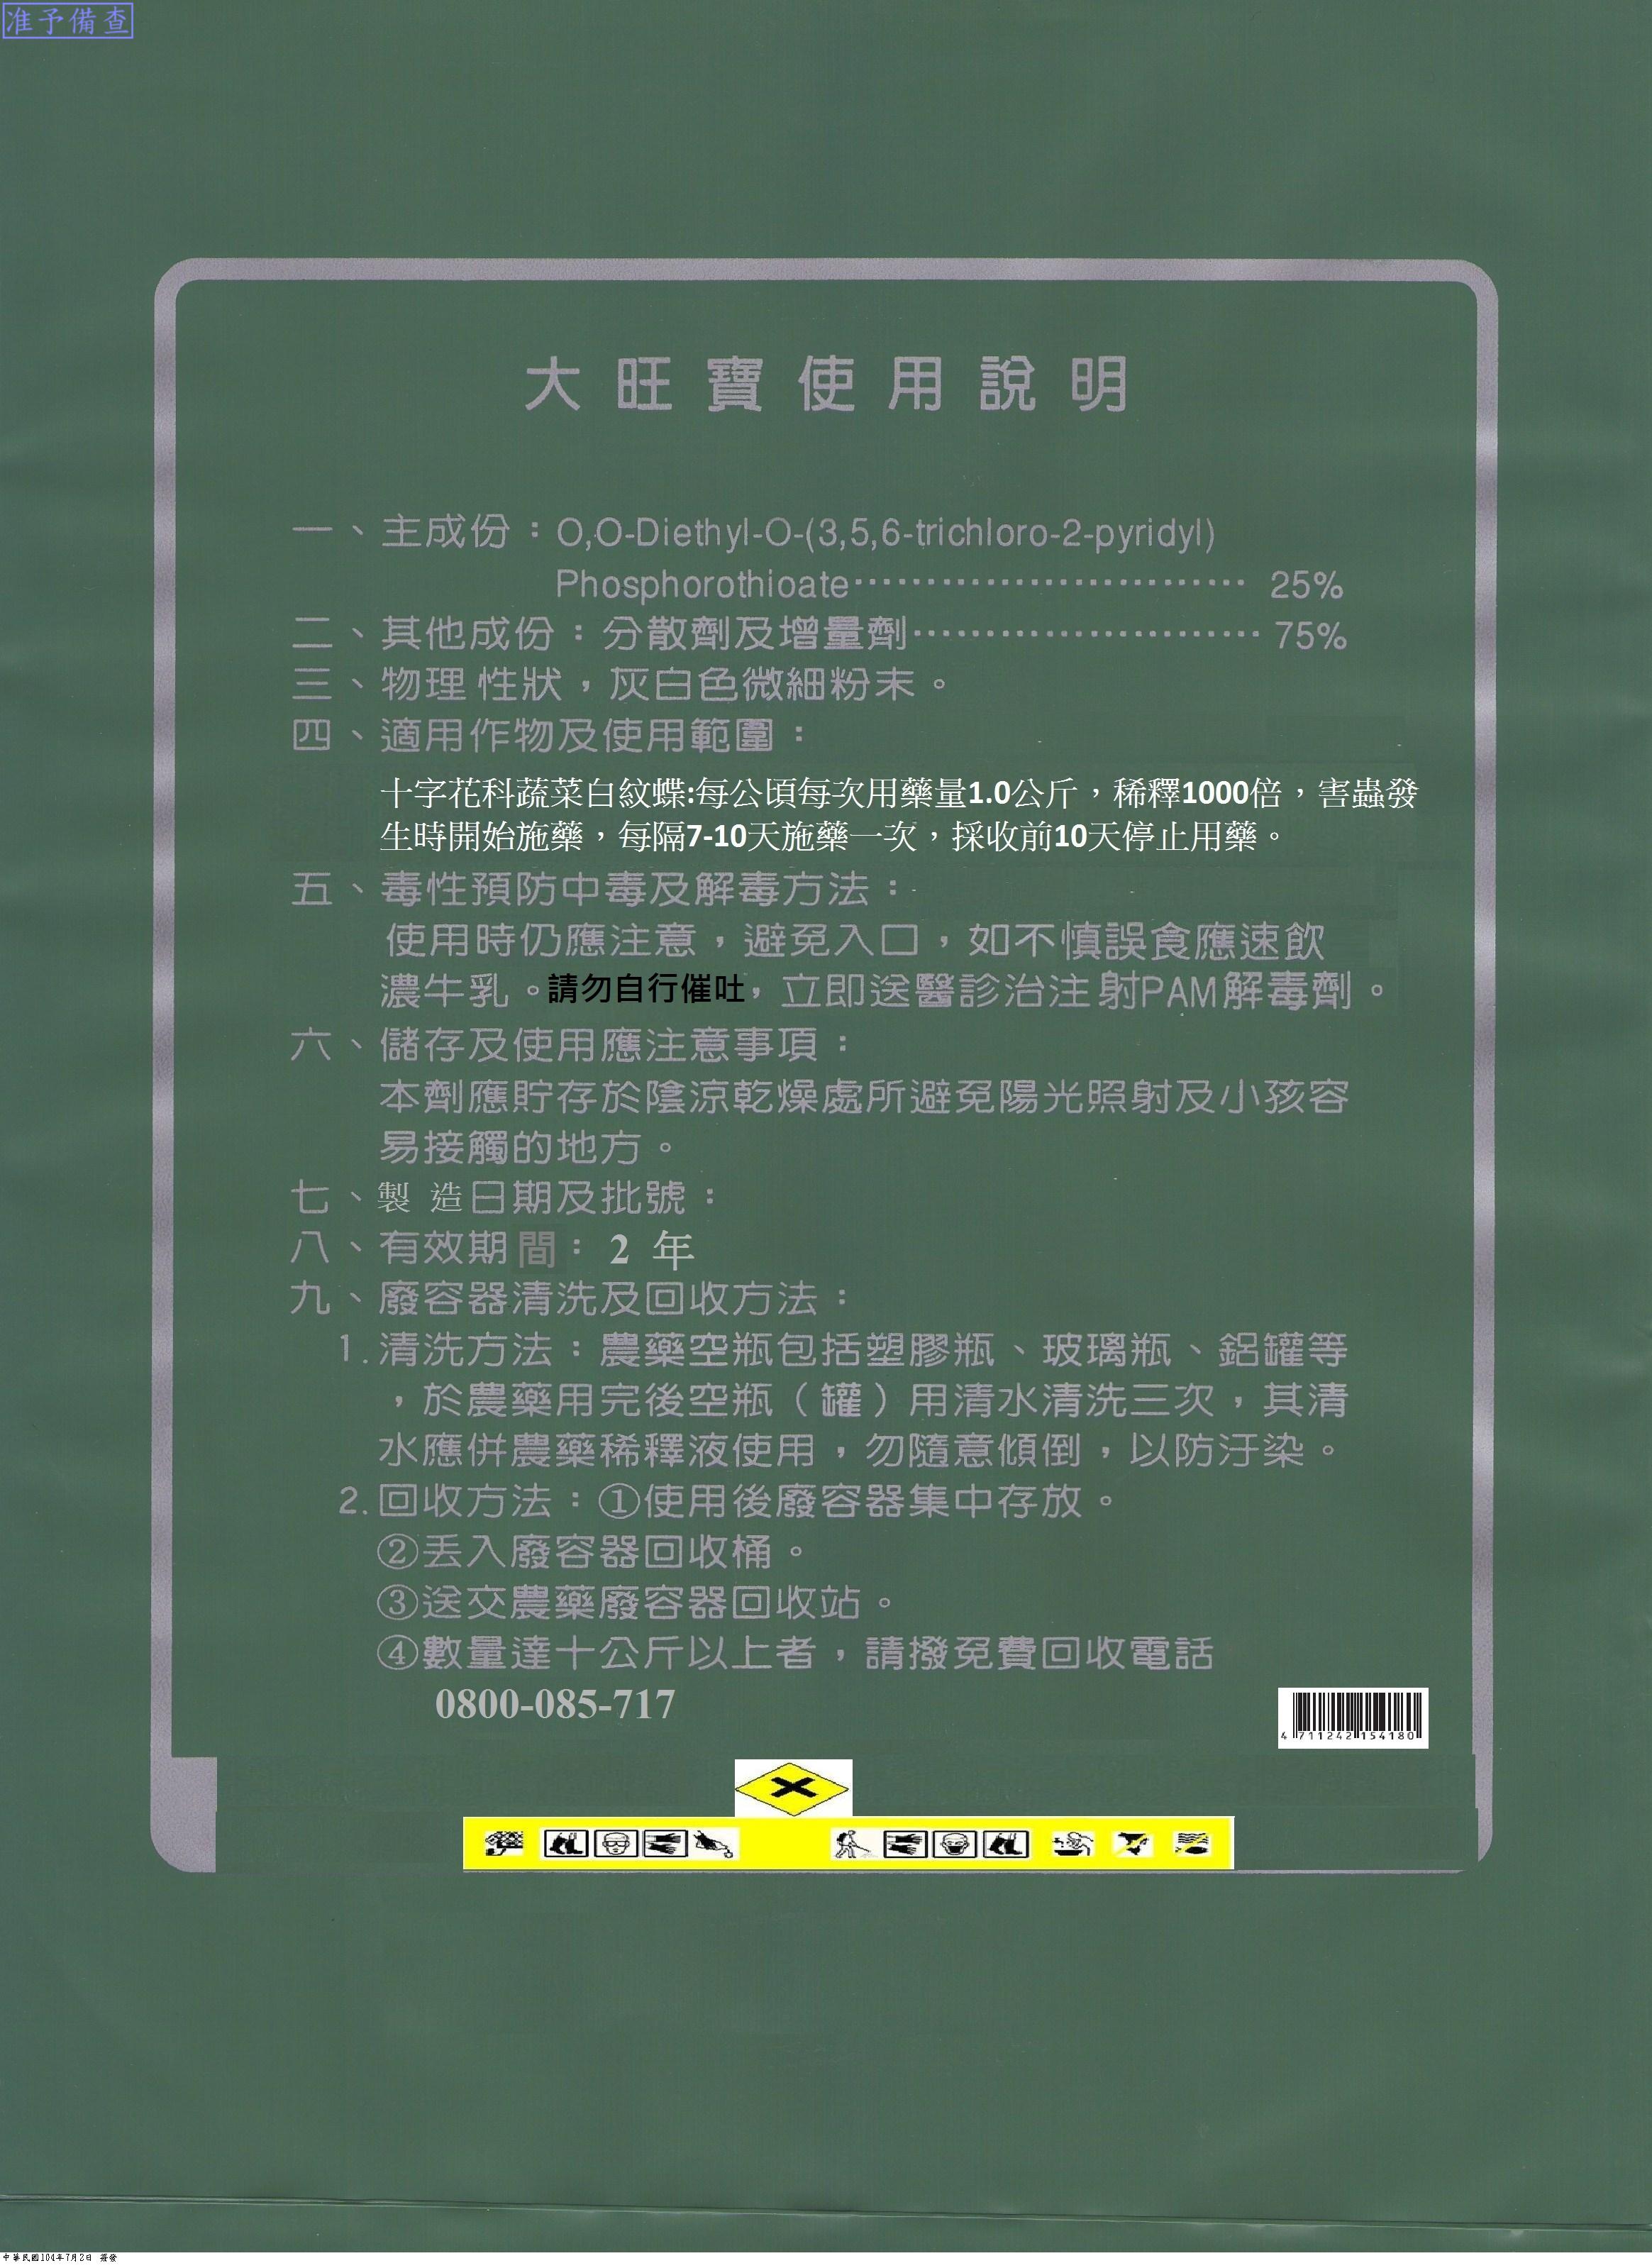 准予備查
大旺寶使用說明
一、主成份：O,O-Diethyl-O-(3,5,6-trichloro-2-pyridyl)
Phosphorothioate………………………… 25%
二、其他成份：分散劑及增量劑……………………… 75%
三、物理性狀，灰白色微細粉末。
四、適用作物及使用範圍：
十字花科蔬菜白紋蝶:每公頃每次用藥量1.0公斤，稀釋1000倍，害蟲發
生時開始施藥，每隔7-10天施藥一次，採收前10天停止用藥。
五、毒性預防中毒及解毒方法：
使用時仍應注意，避免入口，如不慎誤食應速飲
濃牛乳。請勿自行催吐，立即送醫診治注射PAM解毒劑。
六、儲存及使用應注意事項：
本劑應貯存於陰涼乾燥處所避免陽光照射及小孩容
易接觸的地方。
七、製造日期及批號：
八、有效期間：2 年
九、廢容器清洗及回收方法：
1.清洗方法：農藥空瓶包括塑膠瓶、玻璃瓶、鋁罐等
，於農藥用完後空瓶（罐）用清水清洗三次，其清
水應併農藥稀釋液使用，勿隨意傾倒，以防汙染。
2.回收方法：①使用後廢容器集中存放。
②丟入廢容器回收桶。
③送交農藥廢容器回收站。
④數量達十公斤以上者，請撥免費回收電話
0800-085-717
4 711242 154180
中華民國104年7月2日 簽發